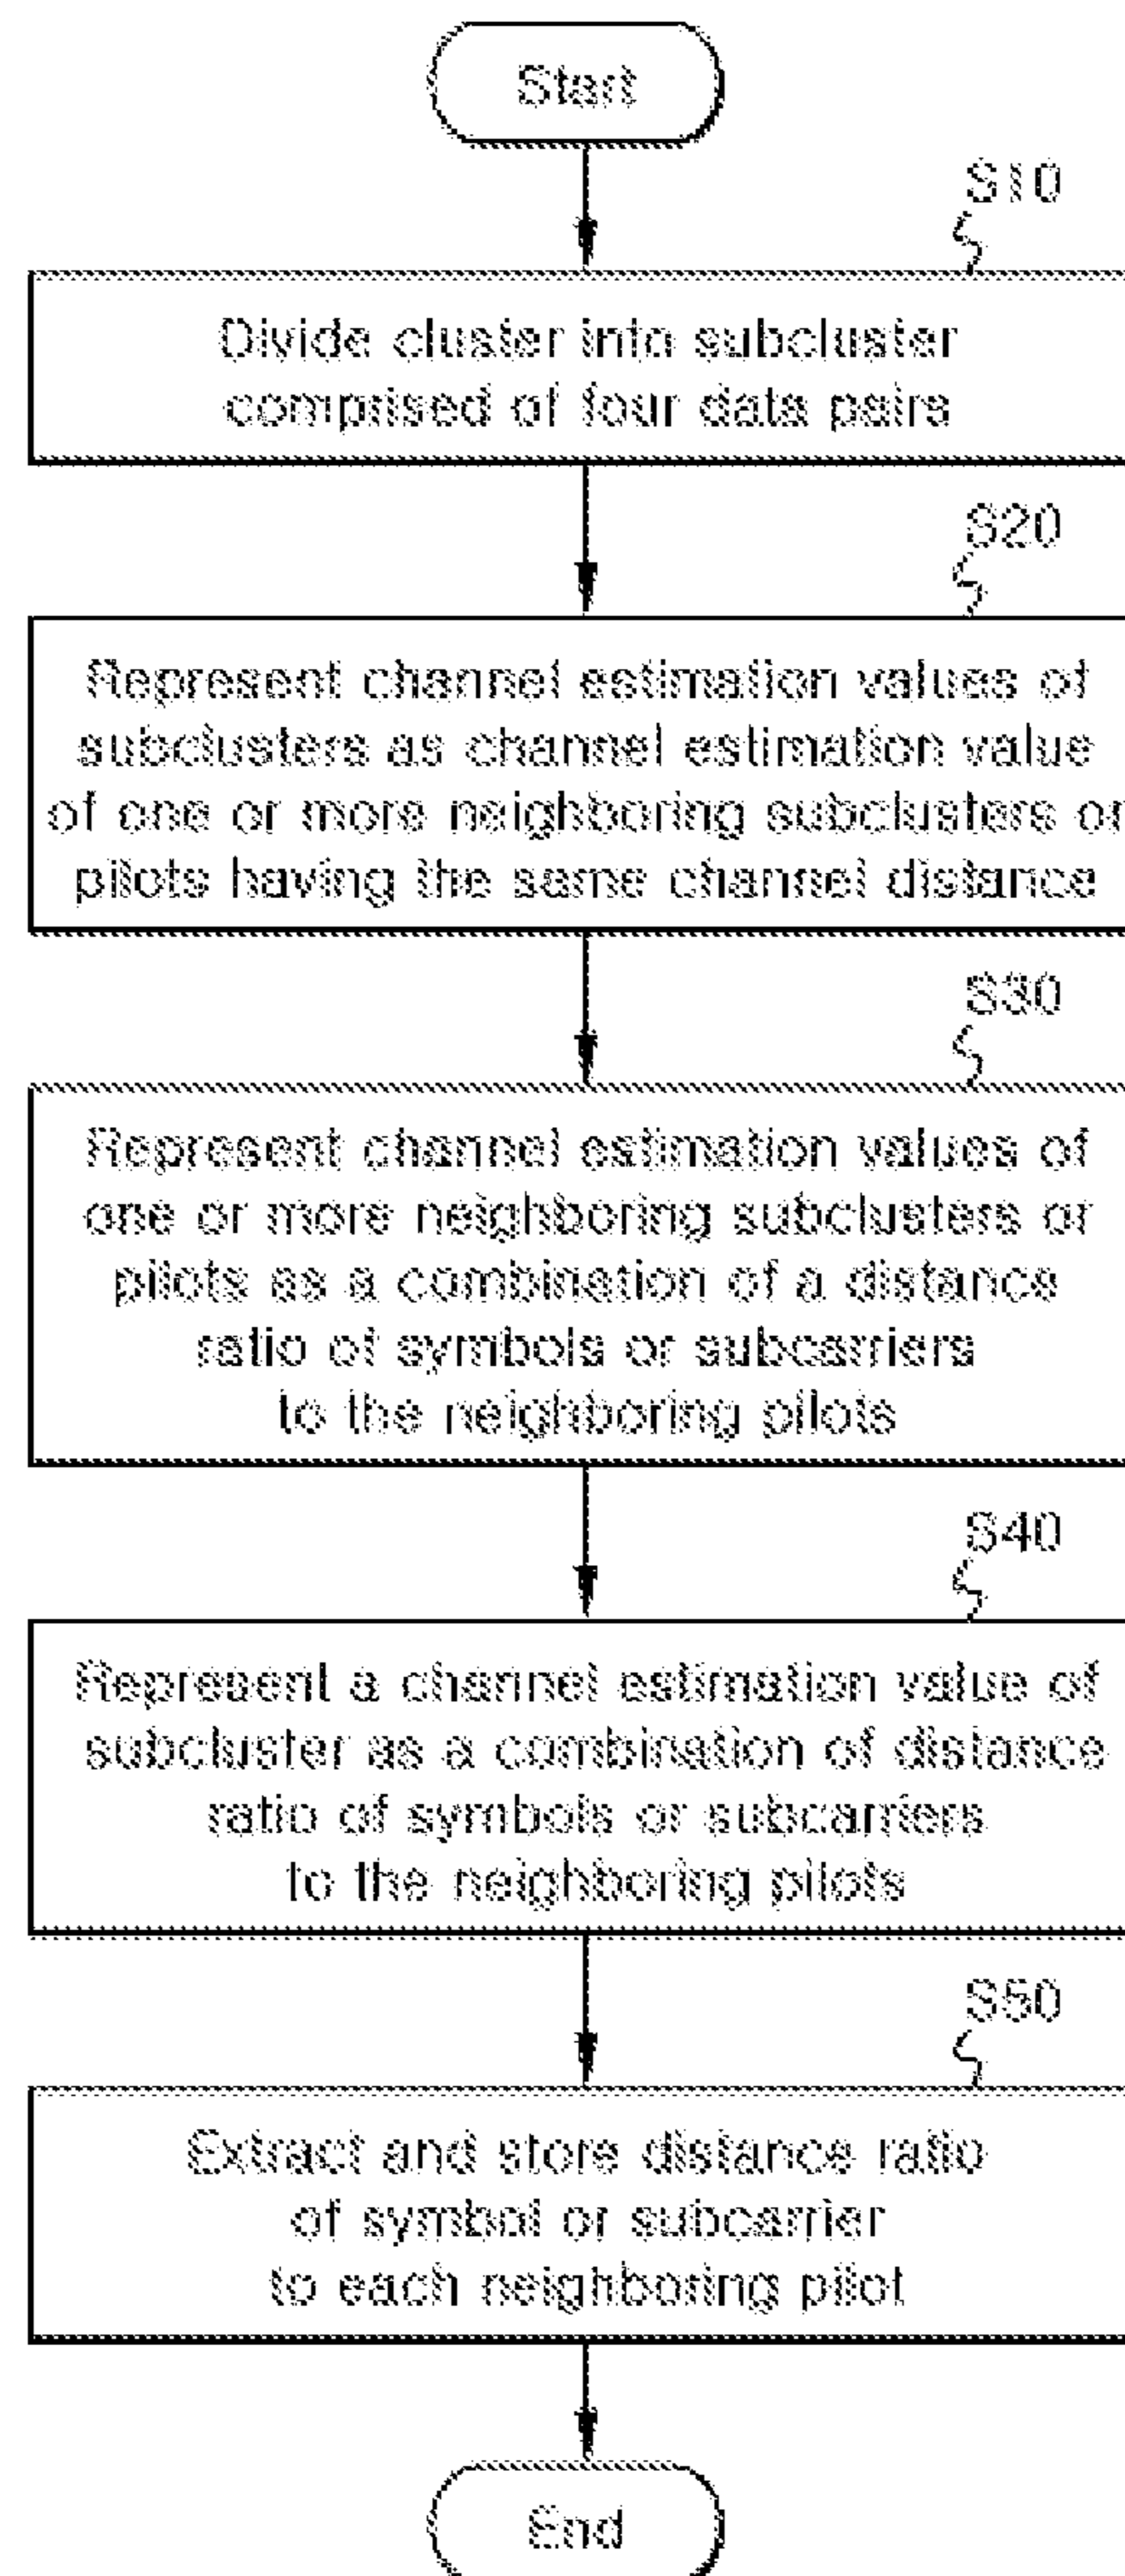 Start
S10
Divide cluster into subcluster
comprised of four data pairs
S20
Represent channel estimation values of
subclusters as channel estimation value
of one or more neighboring subclusters or
pilots having the same channel distance
S30
Represent channel estimation values of
one or more neighboring subclusters or
pilots as a combination of a distance
ratio of symbols or subcarriers
to the neighboring pilots
S40
Represent a channel estimation value of
subcluster as a combination of distance
ratio of symbols or subcarriers
to the neighboring pilots
S50
Extract and store distance ratio
of symbol or subcarrier
to each neighboring pilot
End